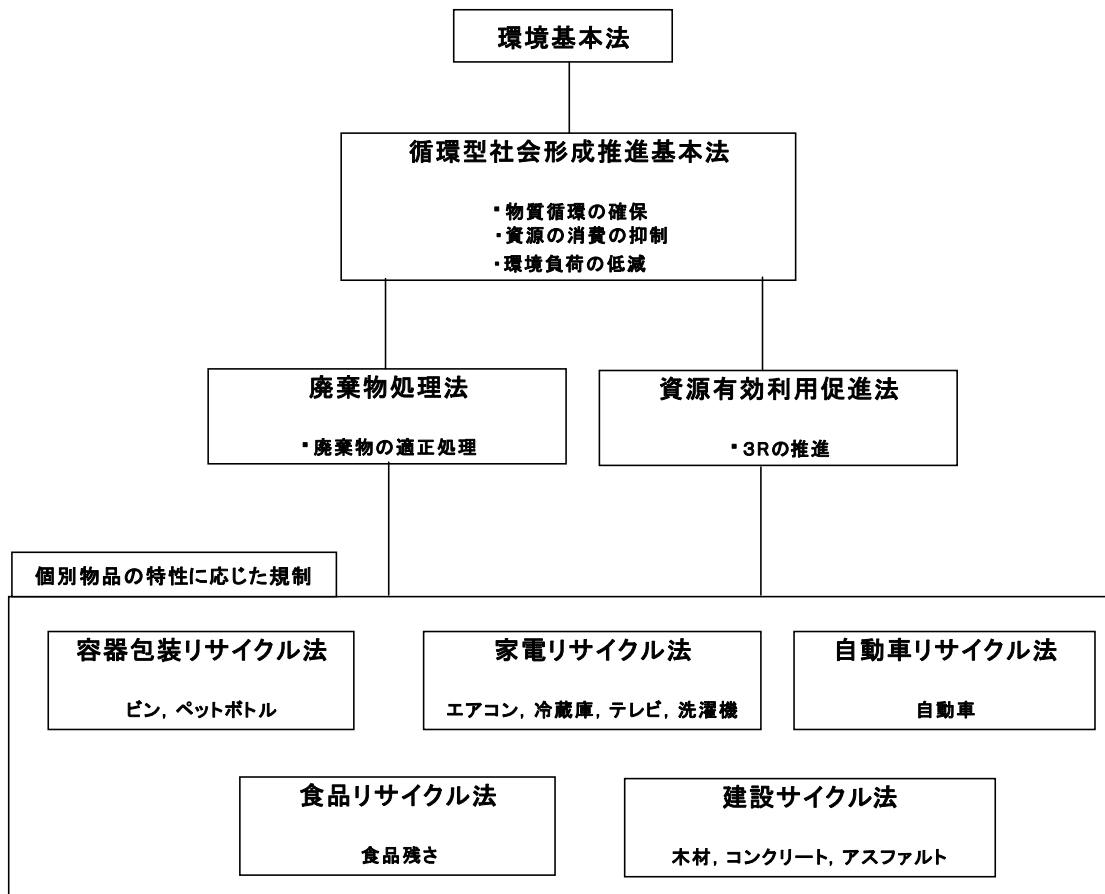 環境基本法
循環型社会形成推進基本法
・物質循環の確保
・資源の消費の抑制
・環境負荷の低減
廃棄物処理法
・廃棄物の適正処理
資源有効利用促進法
・3Rの推進
個別物品の特性に応じた規制
容器包装リサイクル法
ビン, ペットボトル
家電リサイクル法
エアコン, 冷蔵庫, テレビ, 洗濯機
自動車リサイクル法
自動車
食品リサイクル法
食品残さ
建設サイクル法
木材, コンクリート, アスファルト